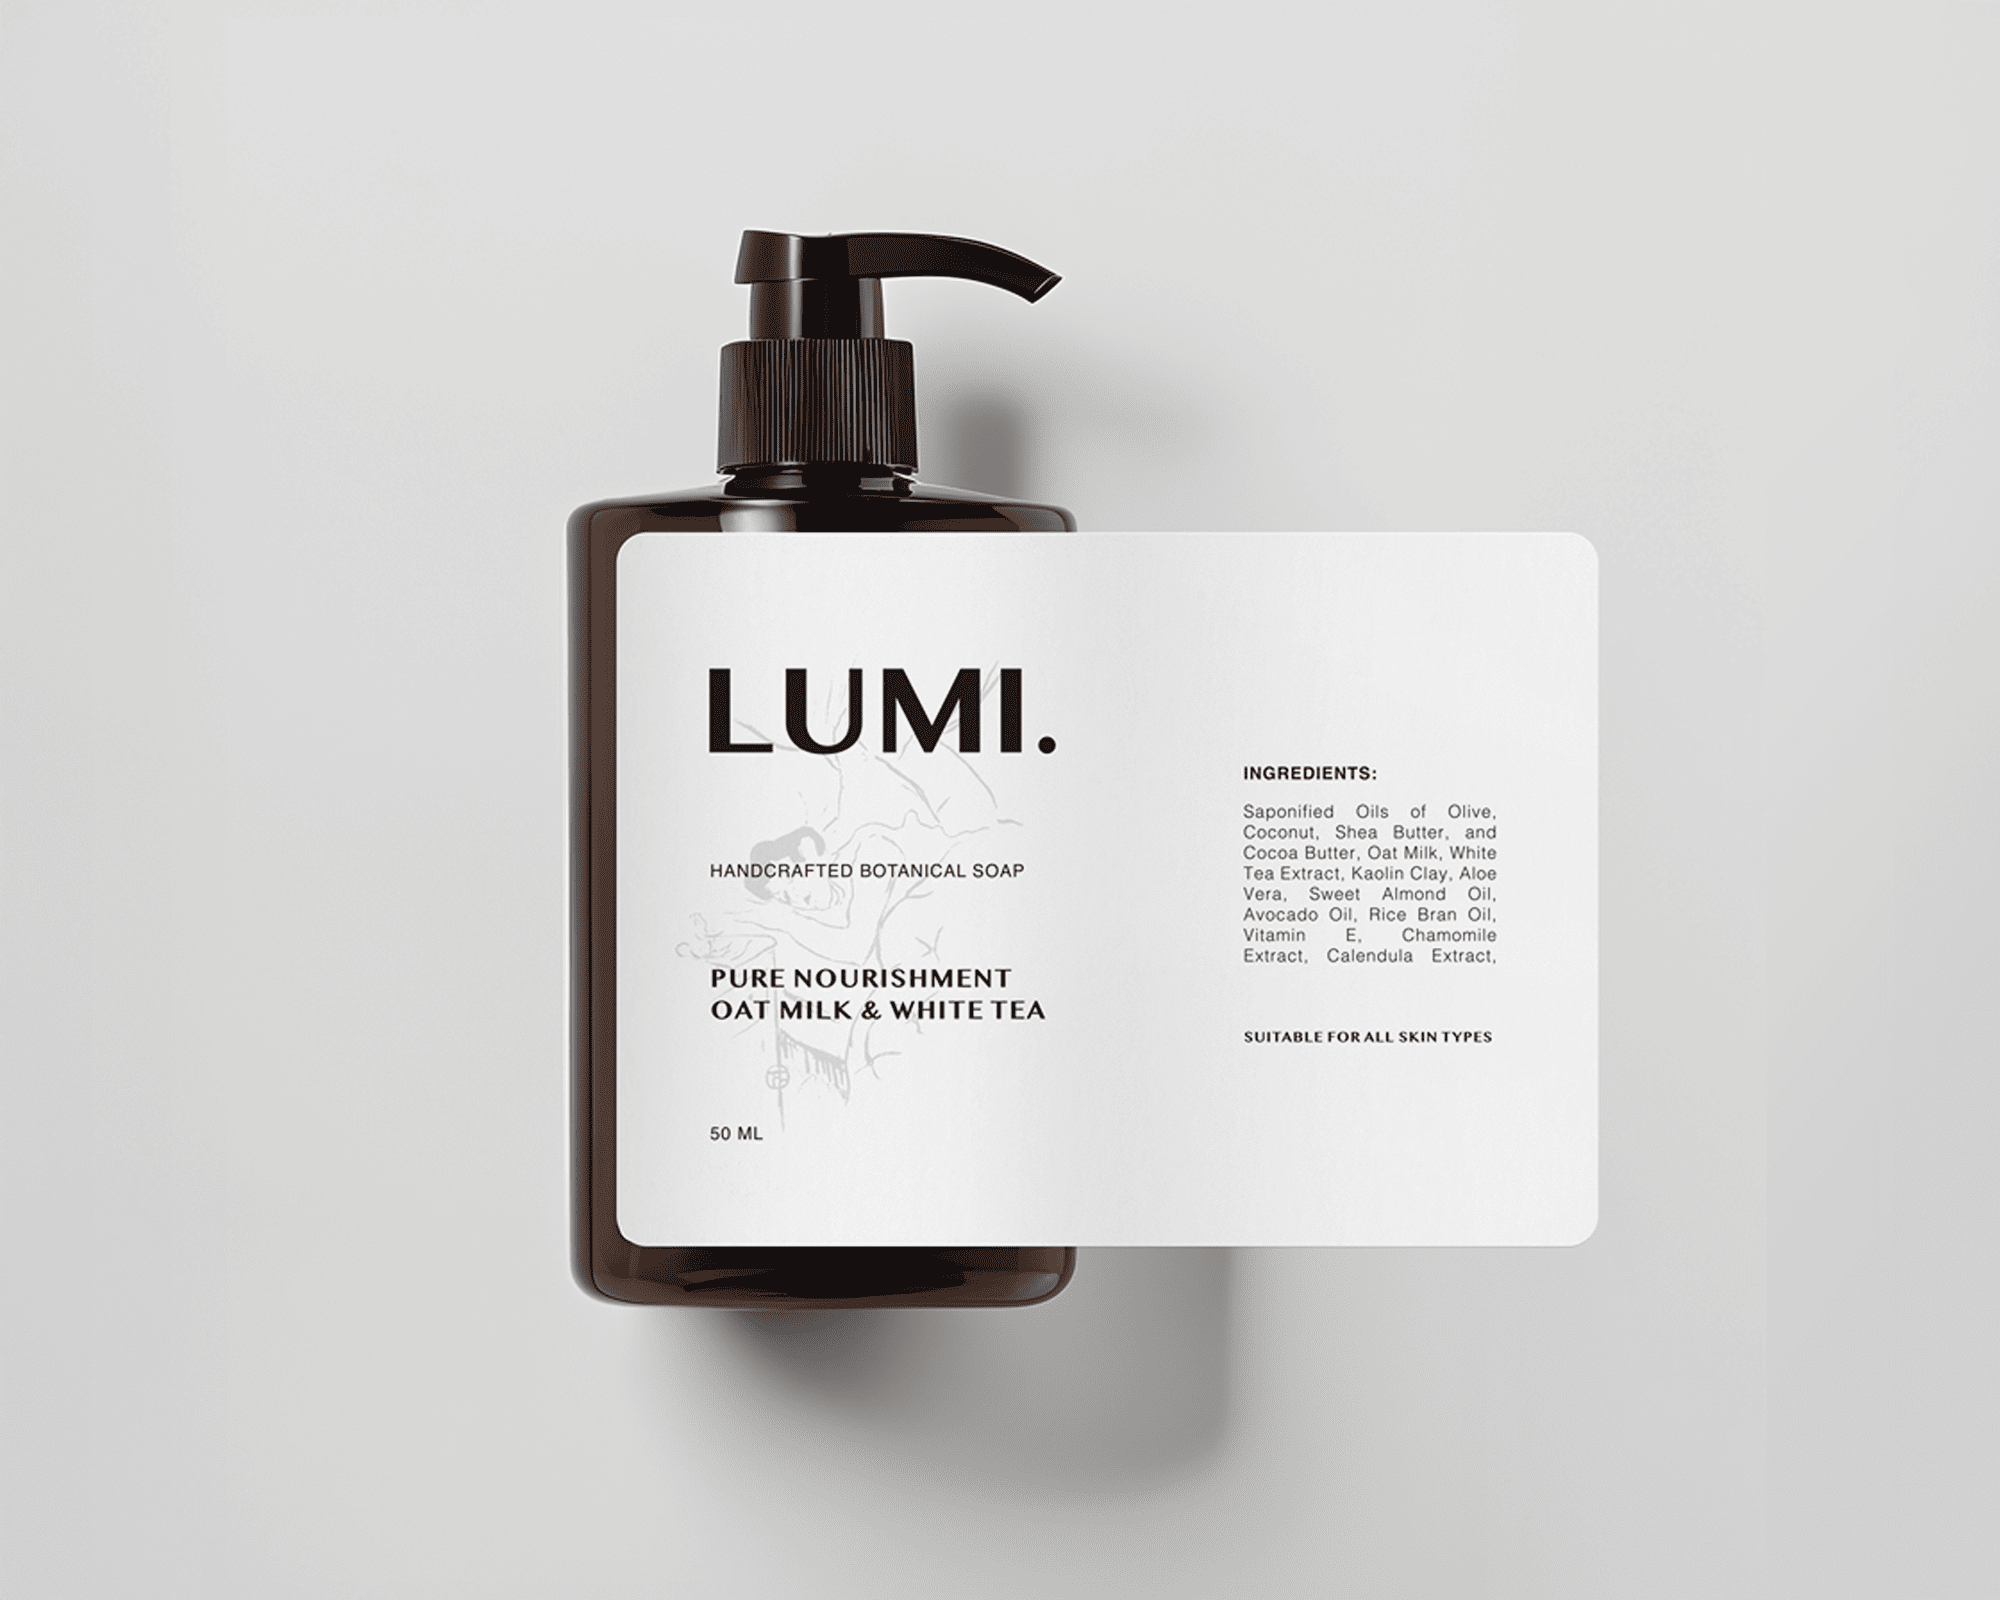 LUMI.
HANDCRAFTED BOTANICAL SOAP
PURE NOURISHMENT
OAT MILK & WHITE TEA
50 ML
INGREDIENTS:
Saponified Oils of Olive,
Coconut, Shea Butter, and
Cocoa Butter, Oat Milk, White
Tea Extract, Kaolin Clay, Aloe
Vera, Sweet Almond Oil,
Avocado Oil, Rice Bran Oil,
Vitamin E, Chamomile
Extract, Calendula Extract,
SUITABLE FOR ALL SKIN TYPES